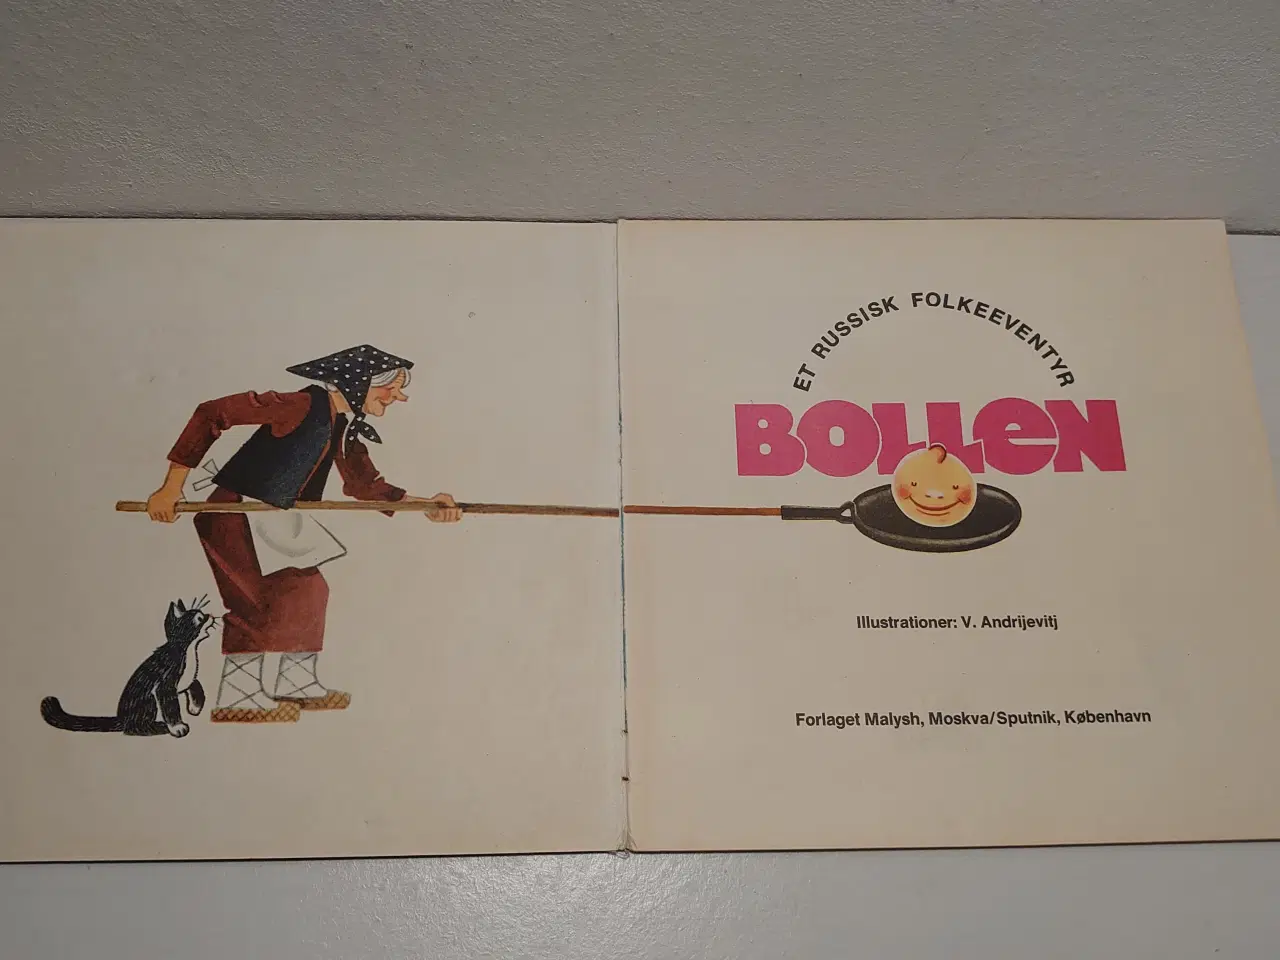 ET RUSSISK FOLKEEVENTYR
BOLLEN
Illustrationer: V. Andrijevitj
Forlaget Malysh, Moskva/Sputnik, København